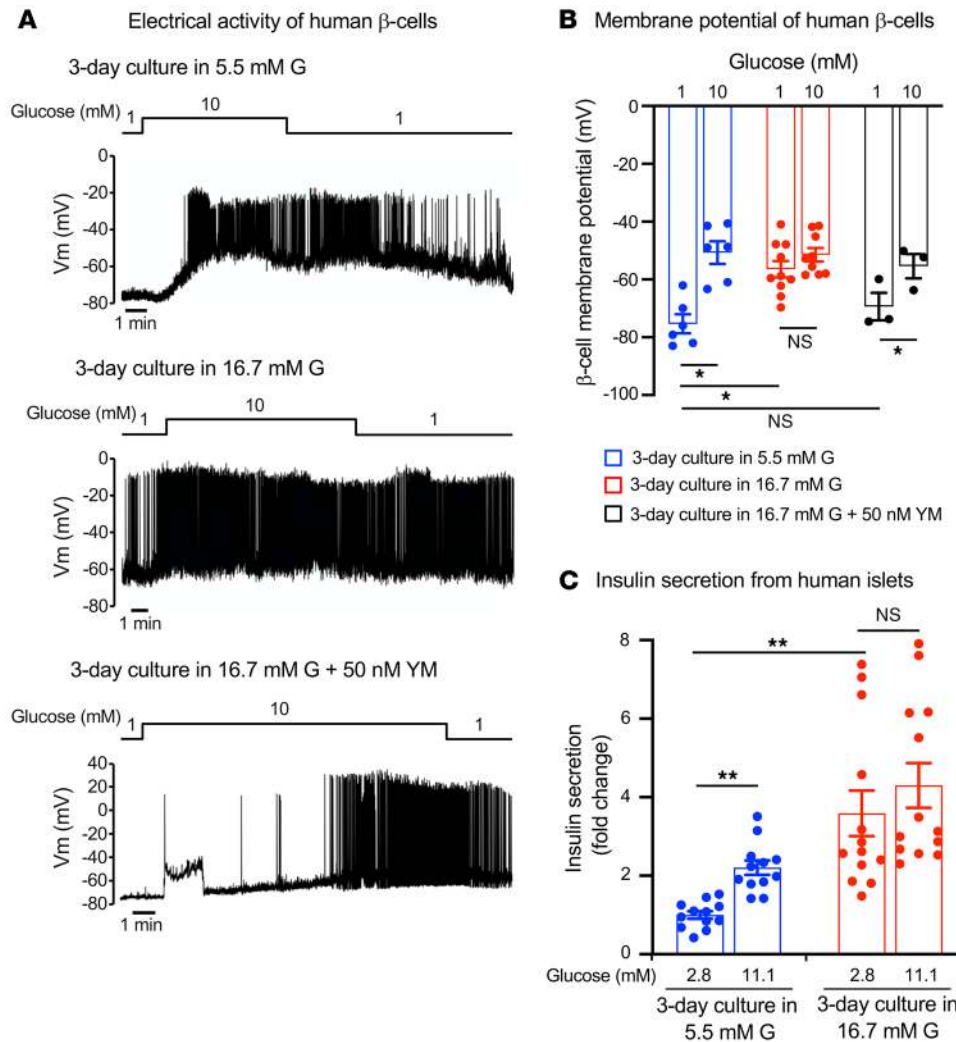 A Electrical activity of human β-cells
3-day culture in 5.5 mM G
Glucose (mM) 1 10 1
0
-20
-40
-60
-80
Vm (mV)
1 min
3-day culture in 16.7 mM G
Glucose (mM) 1 10 1
0
-20
-40
-60
-80
Vm (mV)
1 min
3-day culture in 16.7 mM G + 50 nM YM
Glucose (mM) 1 10 1
40
20
0
-20
-40
-60
-80
Vm (mV)
1 min
B Membrane potential of human β-cells
Glucose (mM)
1 10 1 10 1 10
0
-20
-40
-60
-80
-100
β-cell membrane potential (mV)
*
*
NS
*
NS
3-day culture in 5.5 mM G
3-day culture in 16.7 mM G
3-day culture in 16.7 mM G + 50 nM YM
C Insulin secretion from human islets
NS
**
**
8
6
4
2
0
Insulin secretion
(fold change)
Glucose (mM) 2.8 11.1 2.8 11.1
3-day culture in
5.5 mM G
3-day culture in
16.7 mM G